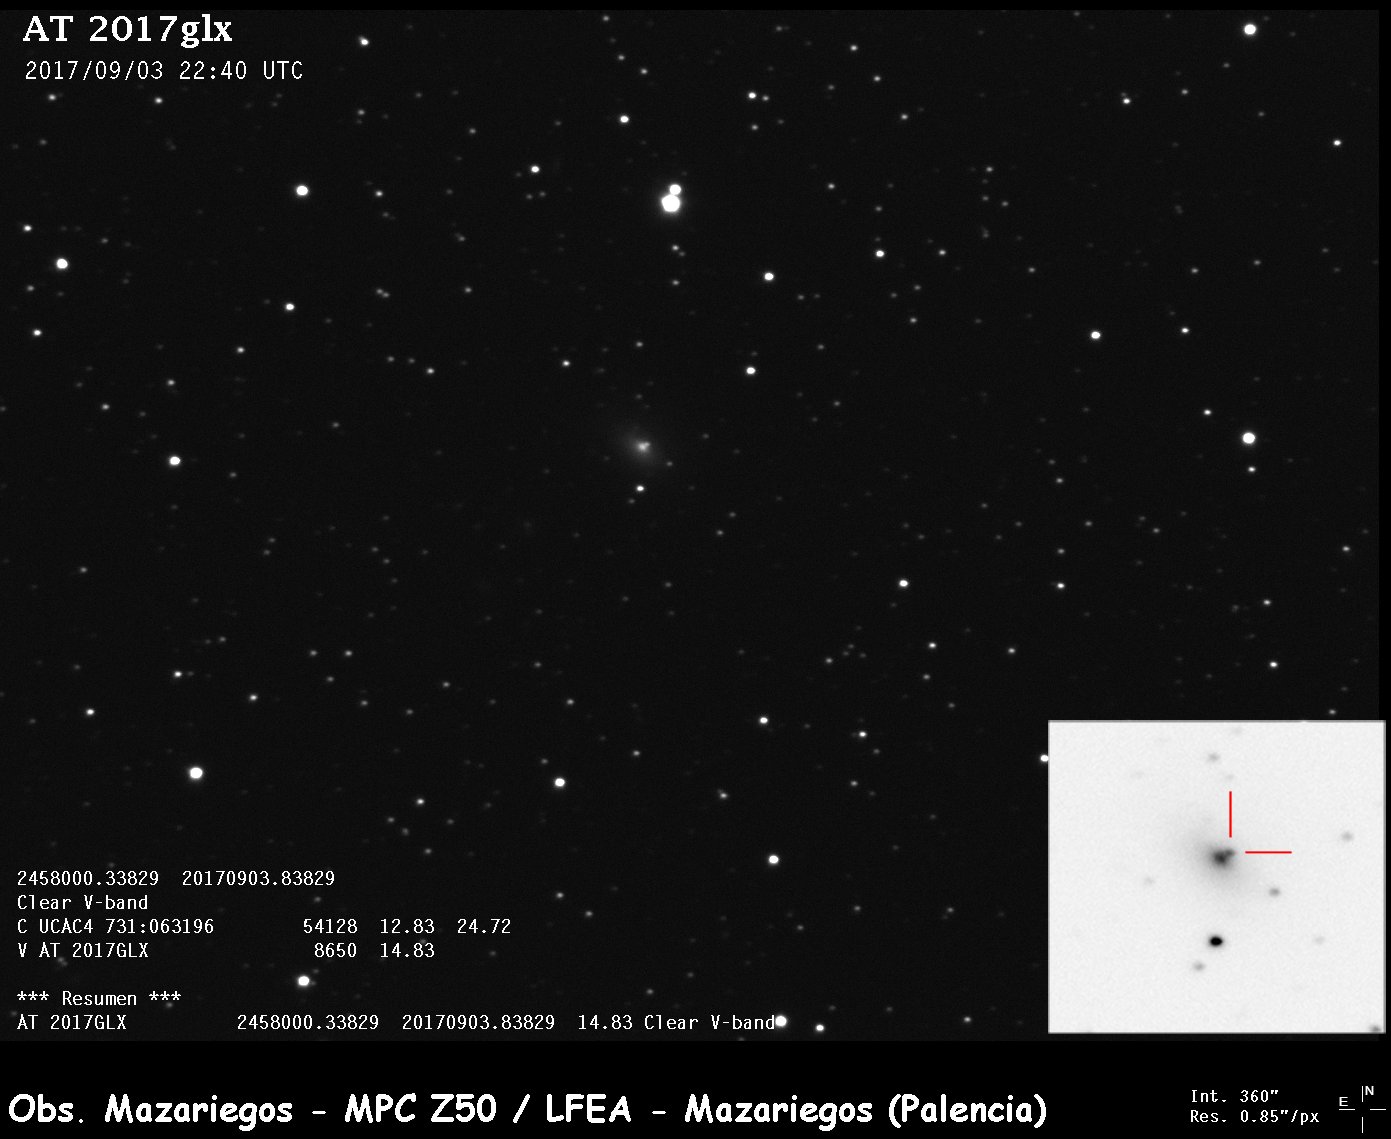 AT 2017glx
2017/09/03 22:40 UTC
2458000.33829 20170903.83829
Clear V-band
C UCAC4 731:063196 54128 12.83 24.72
V AT 2017GLX 8650 14.83
*** Resumen ***
AT 2017GLX 2458000.33829 20170903.83829 14.83 Clear V-band
Obs. Mazariegos - MPC Z50 / LFEA - Mazariegos (Palencia)
Int. 360"
Res. 0.85"/px
N
E